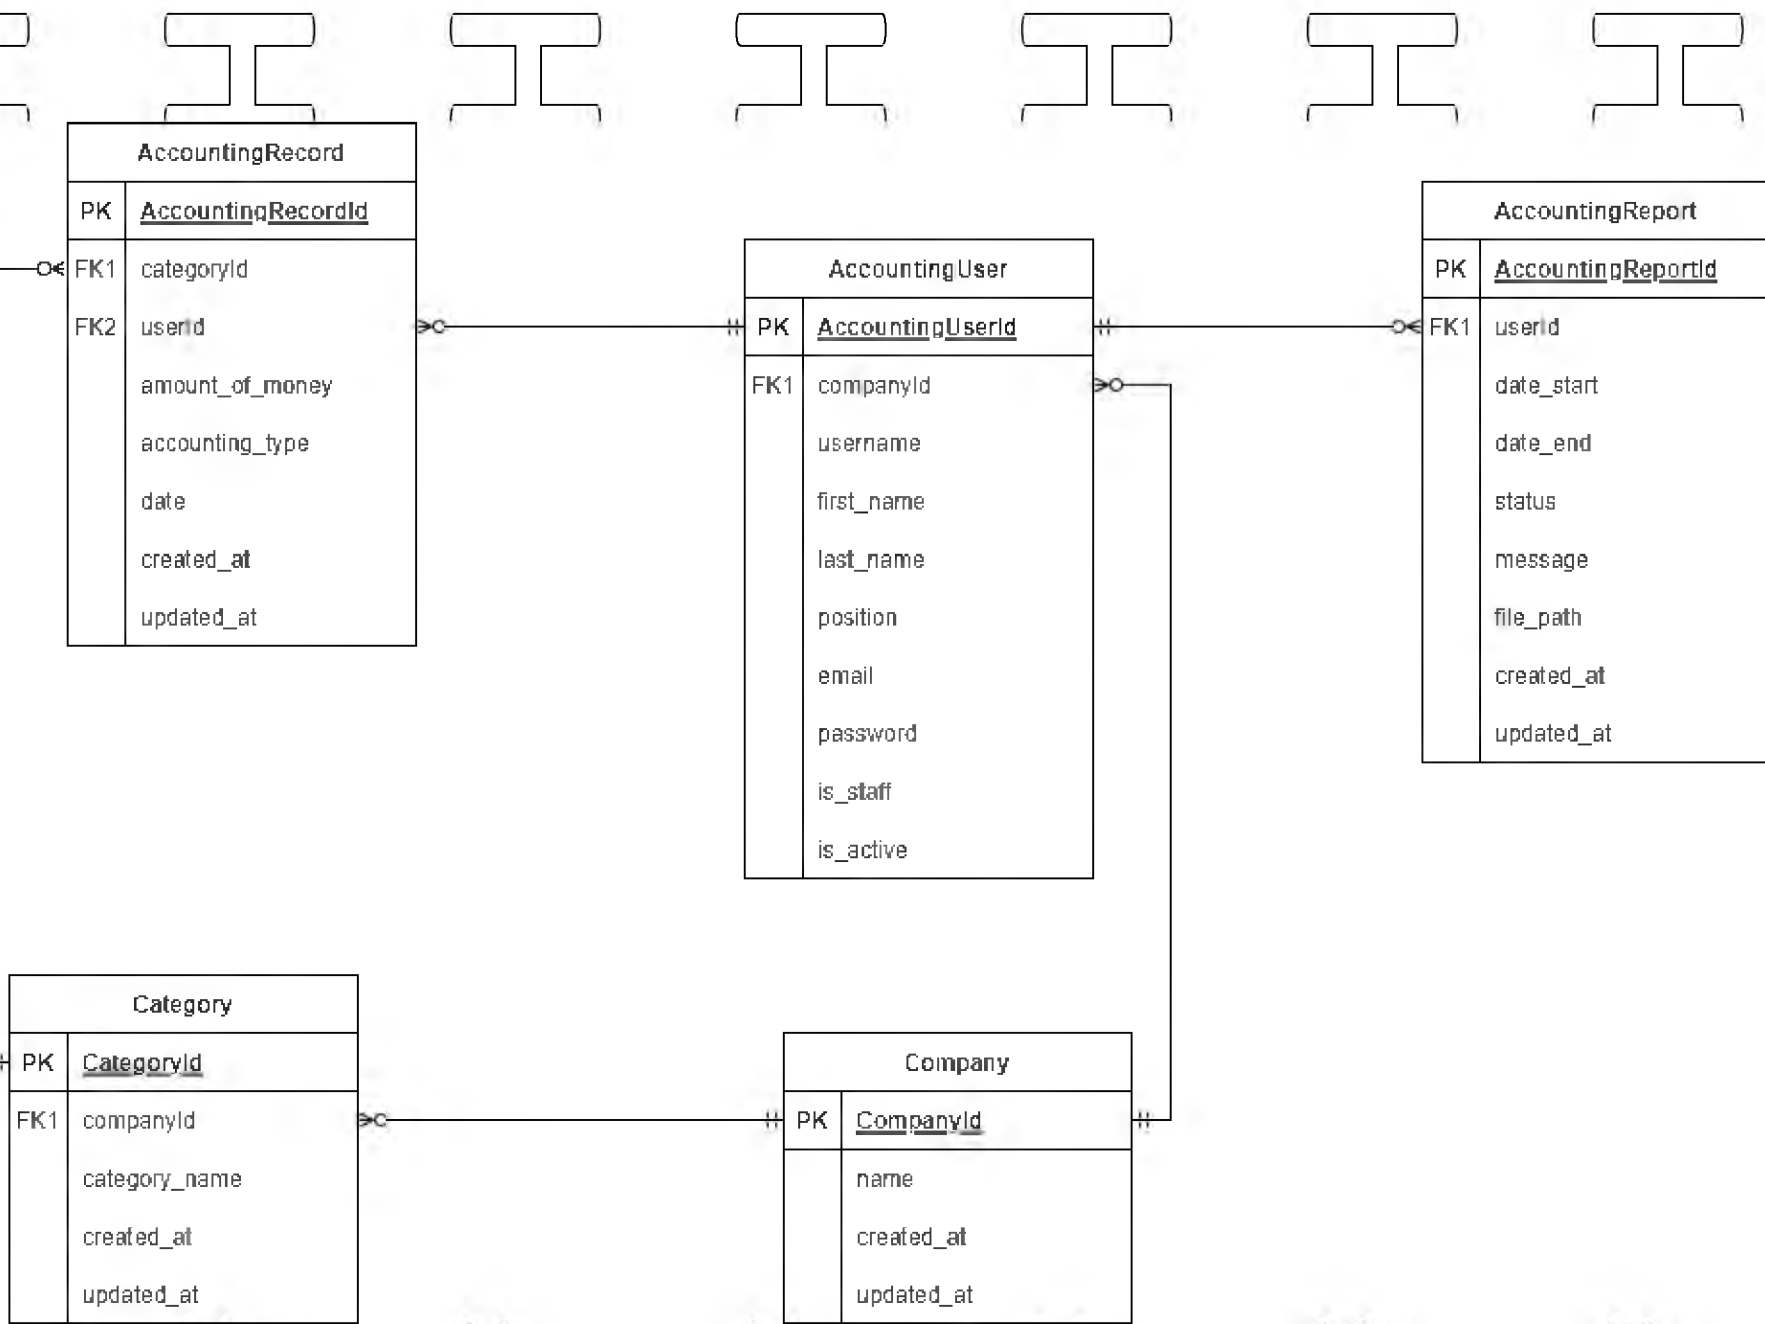 AccountingRecord
PK AccountingRecordId
FK1 categoryId
FK2 userId
amount_of_money
accounting_type
date
created_at
updated_at
AccountingUser
PK AccountingUserId
FK1 companyId
username
first_name
last_name
position
email
password
is_staff
is_active
AccountingReport
PK AccountingReportId
FK1 userId
date_start
date_end
status
message
file_path
created_at
updated_at
Category
PK CategoryId
FK1 companyId
category_name
created_at
updated_at
Company
PK CompanyId
name
created_at
updated_at